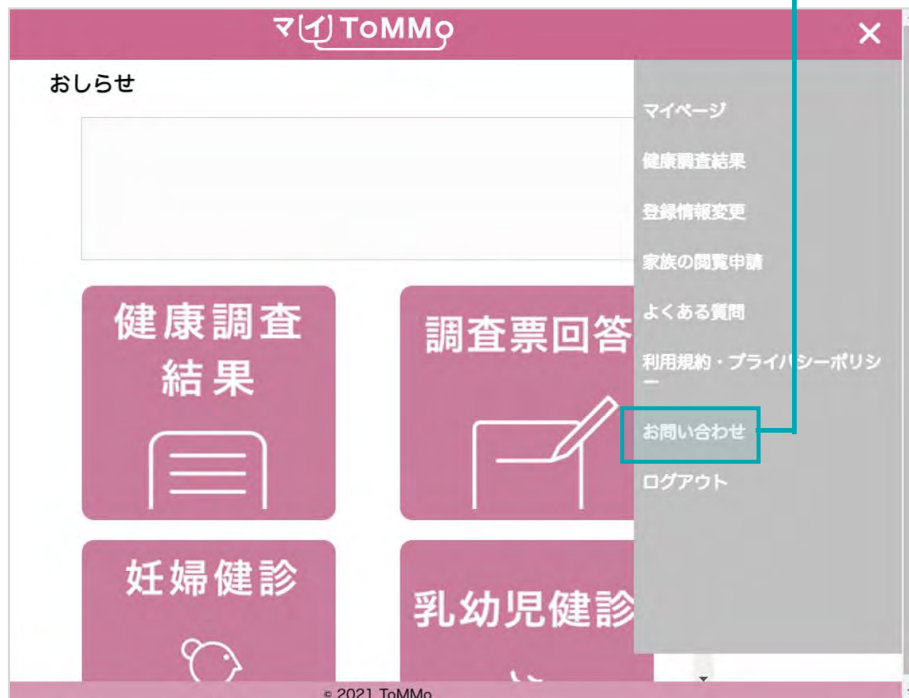 マイToMMo
おしらせ
マイページ
健康調査結果
登録情報変更
家族の閲覧申請
よくある質問
利用規約・プライバシーポリシ
ー
お問い合わせ
ログアウト
健康調査
結果
調査票回答
妊婦健診
乳幼児健診
© 2021 ToMMo